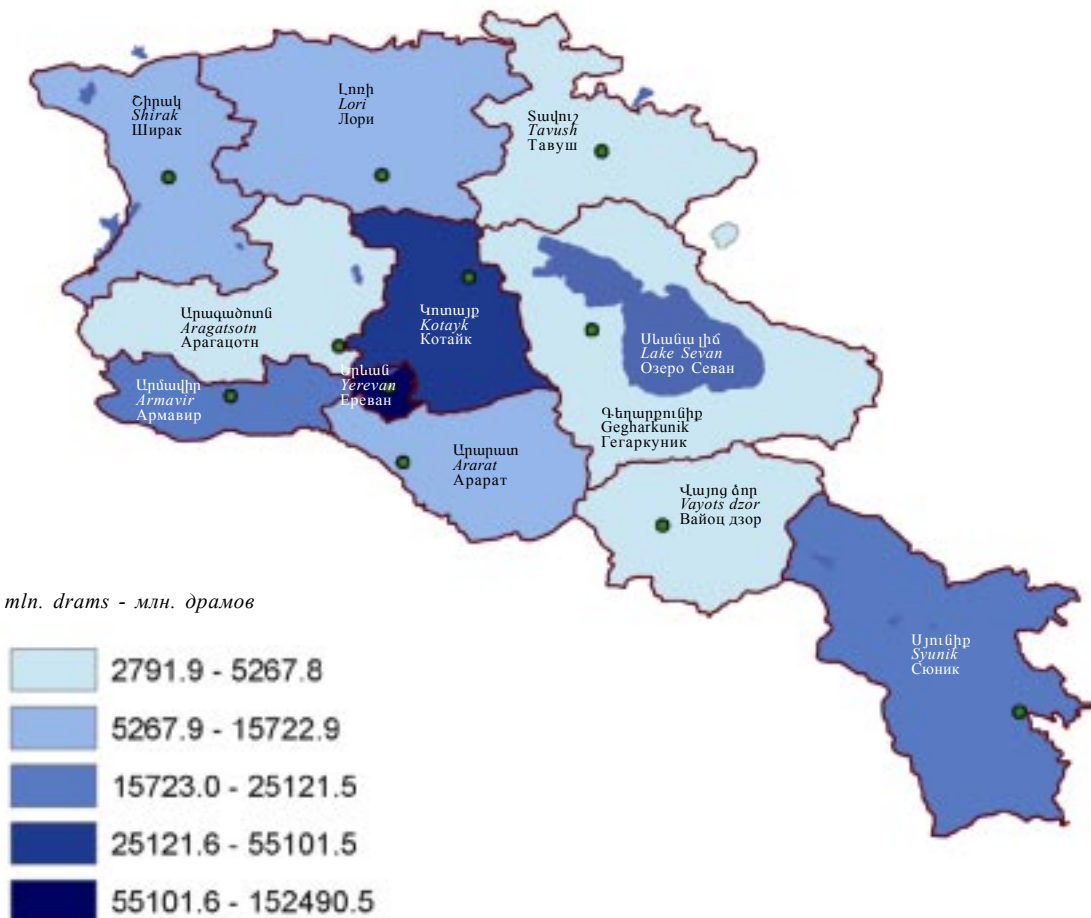 Շիրակ
Shirak
Ширак
Լոռի
Lori
Лори
Տավուշ
Tavush
Тавуш
Արագածոտն
Aragatsotn
Арагацотн
Կոտայք
Kotayk
Котайк
Սևանա լիճ
Lake Sevan
Озеро Севан
Արմավիր
Armavir
Армавир
Երևան
Yerevan
Ереван
Գեղարքունիք
Gegharkunik
Гегаркуник
Արարատ
Ararat
Арарат
Վայոց ձոր
Vayots dzor
Вайоц дзор
Սյունիք
Syunik
Сюник
mln. drams - млн. драмов
2791.9 - 5267.8
5267.9 - 15722.9
15723.0 - 25121.5
25121.6 - 55101.5
55101.6 - 152490.5